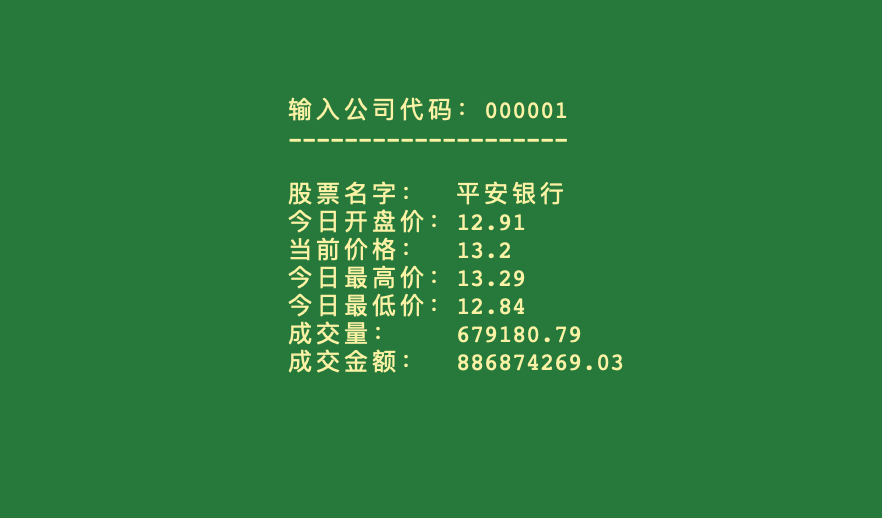 输入公司代码：000001
--------------------
股票名字： 平安银行
今日开盘价：12.91
当前价格： 13.2
今日最高价：13.29
今日最低价：12.84
成交量： 679180.79
成交金额： 886874269.03